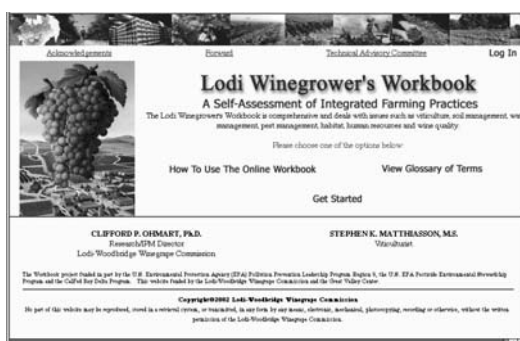 Acknowledgements Forward Technical Advisory Committee Log In
Lodi Winegrower's Workbook
A Self-Assessment of Integrated Farming Practices
The Lodi Winegrower's Workbook is comprehensive and deals with issues such as viticulture, soil management, wa
management, pest management, habitat, human resources and wine quality.
Please choose one of the options below
How To Use The Online Workbook View Glossary of Terms
Get Started
CLIFFORD P. OHMART, Ph.D. STEPHEN K. MATTHIASSON, M.S.
Research/IPM Director Viticulturist
Lodi-Woodbridge Winegrape Commission
The Workbook project funded in part by the U.S. Environmental Protection Agency (EPA) Pollution Prevention Leadership Program Region 9, the U.S. EPA Pesticide Environmental Stewardship
Program and the CalFed Bay Delta Program. This website funded by the Lodi-Woodbridge Winegrape Commission and the Great Valley Center.
Copyright©2002 Lodi-Woodbridge Winegrape Commission
No part of this website may be reproduced, stored in a retrieval system, or transmitted, in any form by any means, electronic, mechanical, photocopying, recording or otherwise, without the written
permission of the Lodi-Woodbridge Winegrape Commission.